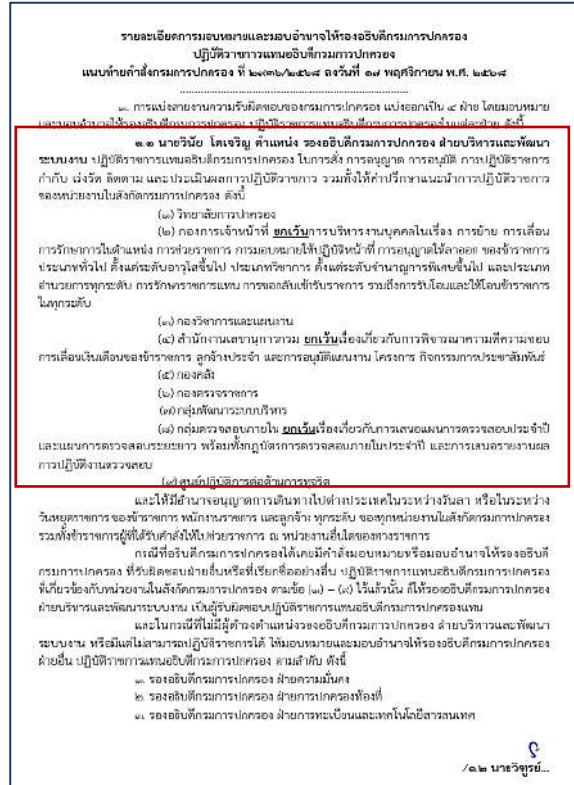 รายละเอียดการมอบหมายและมอบอำนาจให้รองอธิบดีกรมการปกครอง
ปฏิบัติราชการแทนอธิบดีกรมการปกครอง
แนบท้ายคำสั่งกรมการปกครอง ที่ ๒๓๓๖/๒๕๖๘ ลงวันที่ ๑๗ พฤศจิกายน พ.ศ. ๒๕๖๘
๑. การแบ่งสายงานความรับผิดชอบของกรมการปกครอง แบ่งออกเป็น ๔ ฝ่าย โดยมอบหมาย
และมอบอำนาจให้รองอธิบดีกรมการปกครอง ปฏิบัติราชการแทนอธิบดีกรมการปกครองในแต่ละฝ่าย ดังนี้
๑.๑ นายวินัย โตเจริญ ตำแหน่ง รองอธิบดีกรมการปกครอง ฝ่ายบริหารและพัฒนา
ระบบงาน ปฏิบัติราชการแทนอธิบดีกรมการปกครอง ในการสั่ง การอนุญาต การอนุมัติ การปฏิบัติราชการ
กำกับ เร่งรัด ติดตาม และประเมินผลการปฏิบัติราชการ รวมทั้งให้คำปรึกษาแนะนำการปฏิบัติราชการ
ของหน่วยงานในสังกัดกรมการปกครอง ดังนี้
(๑) วิทยาลัยการปกครอง
(๒) กองการเจ้าหน้าที่ ยกเว้นการบริหารงานบุคคลในเรื่อง การย้าย การเลื่อน
การรักษาการในตำแหน่ง การช่วยราชการ การมอบหมายให้ปฏิบัติหน้าที่ การอนุญาตให้ลาออก ของข้าราชการ
ประเภททั่วไป ตั้งแต่ระดับอาวุโสขึ้นไป ประเภทวิชาการ ตั้งแต่ระดับชำนาญการพิเศษขึ้นไป และประเภท
อำนวยการทุกระดับ การรักษาราชการแทน การขอกลับเข้ารับราชการ รวมถึงการรับโอนและให้โอนข้าราชการ
ในทุกระดับ
(๓) กองวิชาการและแผนงาน
(๔) สำนักงานเลขานุการกรม ยกเว้นเรื่องเกี่ยวกับการพิจารณาความดีความชอบ
การเลื่อนเงินเดือนของข้าราชการ ลูกจ้างประจำ และการอนุมัติแผนงาน โครงการ กิจกรรมการประชาสัมพันธ์
(๕) กองคลัง
(๖) กองตรวจราชการ
(๗) กลุ่มพัฒนาระบบบริหาร
(๘) กลุ่มตรวจสอบภายใน ยกเว้นเรื่องเกี่ยวกับการเสนอแผนการตรวจสอบประจำปี
และแผนการตรวจสอบระยะยาว พร้อมทั้งกฎบัตรการตรวจสอบภายในประจำปี และการเสนอรายงานผล
การปฏิบัติงานตรวจสอบ
(๙) ศูนย์ปฏิบัติการต่อต้านการทุจริต
และให้มีอำนาจอนุญาตการเดินทางไปต่างประเทศในระหว่างวันลา หรือในระหว่าง
วันหยุดราชการ ของข้าราชการ พนักงานราชการ และลูกจ้าง ทุกระดับ ของทุกหน่วยงานในสังกัดกรมการปกครอง
รวมทั้งข้าราชการผู้ที่ได้รับคำสั่งให้ไปช่วยราชการ ณ หน่วยงานอื่นใดของทางราชการ
กรณีที่อธิบดีกรมการปกครองได้เคยมีคำสั่งมอบหมายหรือมอบอำนาจให้รองอธิบดี
กรมการปกครอง ที่รับผิดชอบฝ่ายอื่นหรือที่เรียกชื่ออย่างอื่น ปฏิบัติราชการแทนอธิบดีกรมการปกครอง
ที่เกี่ยวข้องกับหน่วยงานในสังกัดกรมการปกครอง ตามข้อ (๑) – (๙) ไว้แล้วนั้น ก็ให้รองอธิบดีกรมการปกครอง
ฝ่ายบริหารและพัฒนาระบบงาน เป็นผู้รับผิดชอบปฏิบัติราชการแทนอธิบดีกรมการปกครองแทน
และในกรณีที่ไม่มีผู้ดำรงตำแหน่งรองอธิบดีกรมการปกครอง ฝ่ายบริหารและพัฒนา
ระบบงาน หรือมีแต่ไม่สามารถปฏิบัติราชการได้ ให้มอบหมายและมอบอำนาจให้รองอธิบดีกรมการปกครอง
ฝ่ายอื่น ปฏิบัติราชการแทนอธิบดีกรมการปกครอง ตามลำดับ ดังนี้
๑. รองอธิบดีกรมการปกครอง ฝ่ายความมั่นคง
๒. รองอธิบดีกรมการปกครอง ฝ่ายการปกครองท้องที่
๓. รองอธิบดีกรมการปกครอง ฝ่ายการทะเบียนและเทคโนโลยีสารสนเทศ
/๑.๒ นายวิฑูรย์...